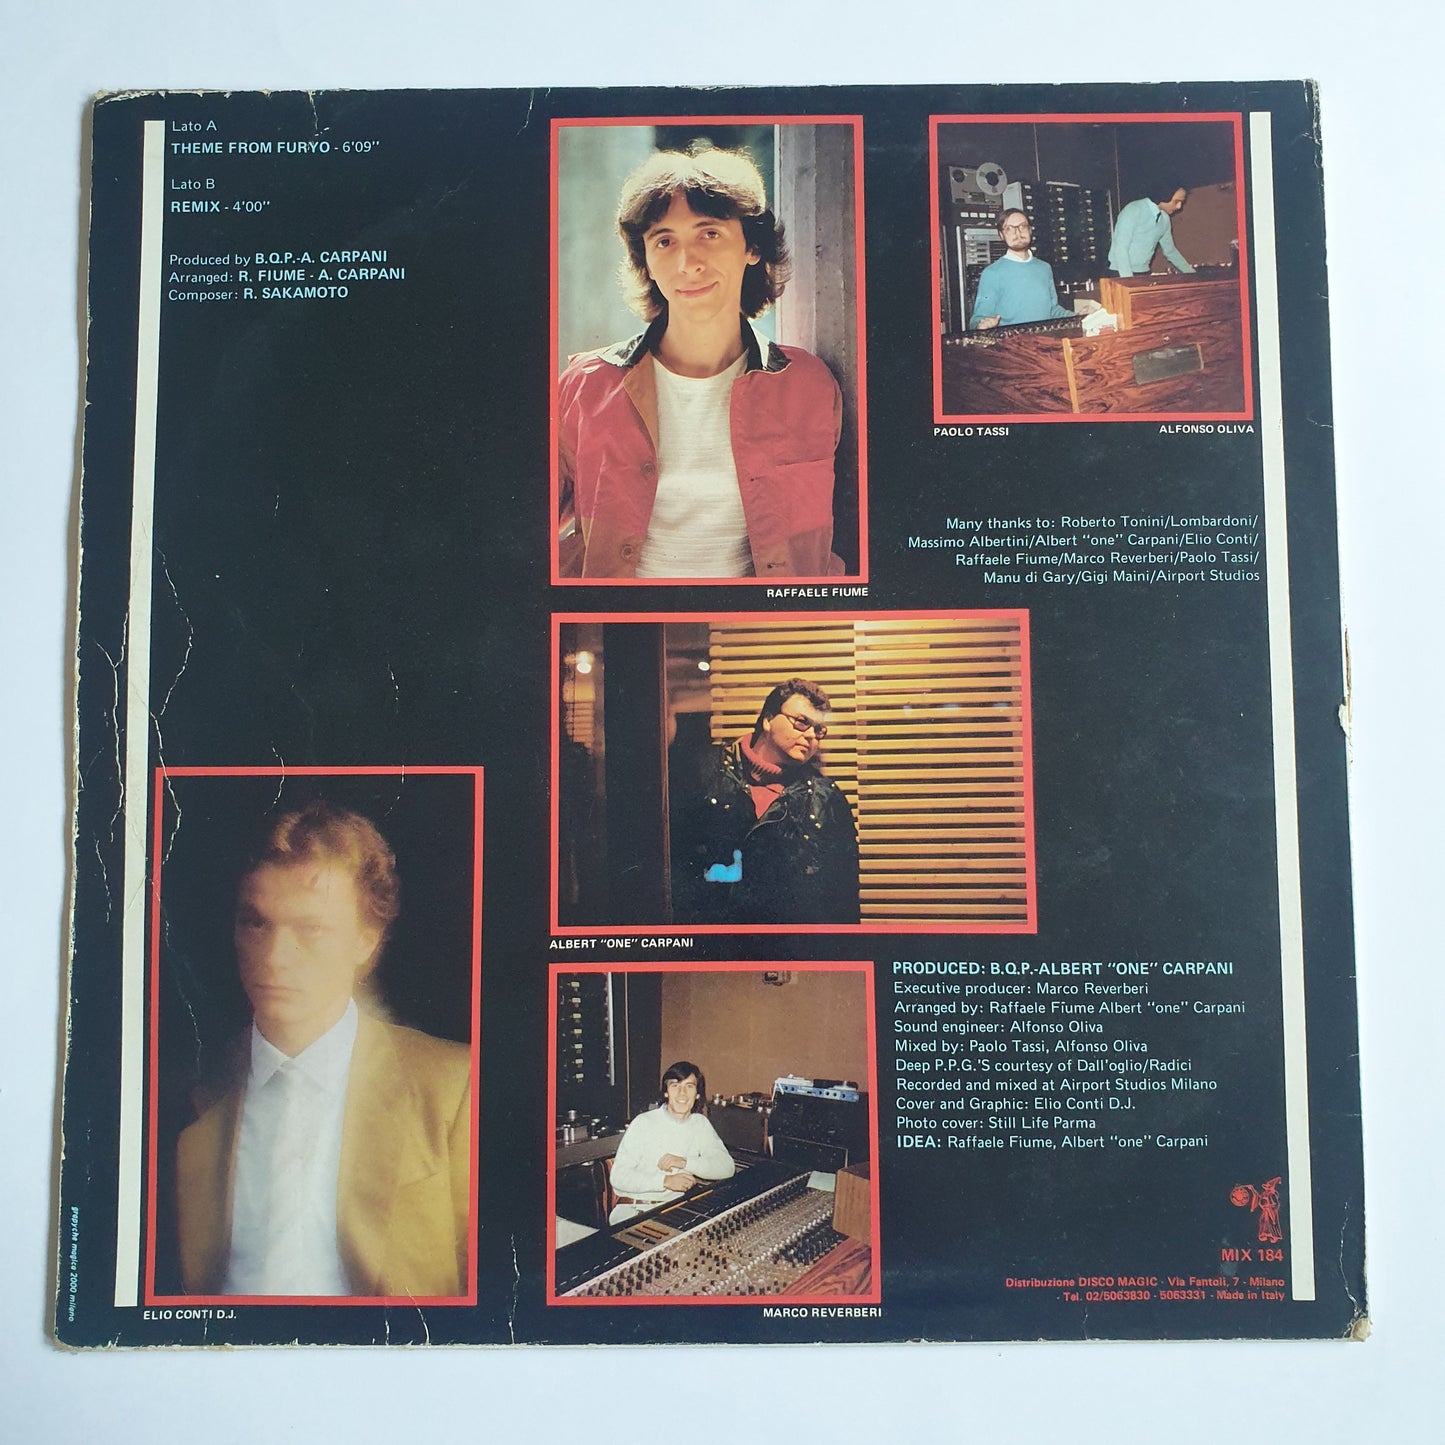 Lato A
THEME FROM FURYO - 6'09"
Lato B
REMIX - 4'00"
Produced by B.Q.P.-A. CARPANI
Arranged: R. FIUME - A. CARPANI
Composer: R. SAKAMOTO
RAFFAELE FIUME
PAOLO TASSI
ALFONSO OLIVA
Many thanks to: Roberto Tonini/Lombardoni/
Massimo Albertini/Albert "one" Carpani/Elio Conti/
Raffaele Fiume/Marco Reverberi/Paolo Tassi/
Manu di Gary/Gigi Maini/Airport Studios
ALBERT "ONE" CARPANI
PRODUCED: B.Q.P.-ALBERT "ONE" CARPANI
Executive producer: Marco Reverberi
Arranged by: Raffaele Fiume Albert "one" Carpani
Sound engineer: Alfonso Oliva
Mixed by: Paolo Tassi, Alfonso Oliva
Deep P.P.G.'S courtesy of Dall'oglio/Radici
Recorded and mixed at Airport Studios Milano
Cover and Graphic: Elio Conti D.J.
Photo cover: Still Life Parma
IDEA: Raffaele Fiume, Albert "one" Carpani
MIX 184
Distribuzione DISCO MAGIC - Via Fantoli, 7 - Milano
- Tel. 02/5063830 - 5063331 - Made in Italy
ELIO CONTI D.J.
MARCO REVERBERI
grapyche magica 2000 milano